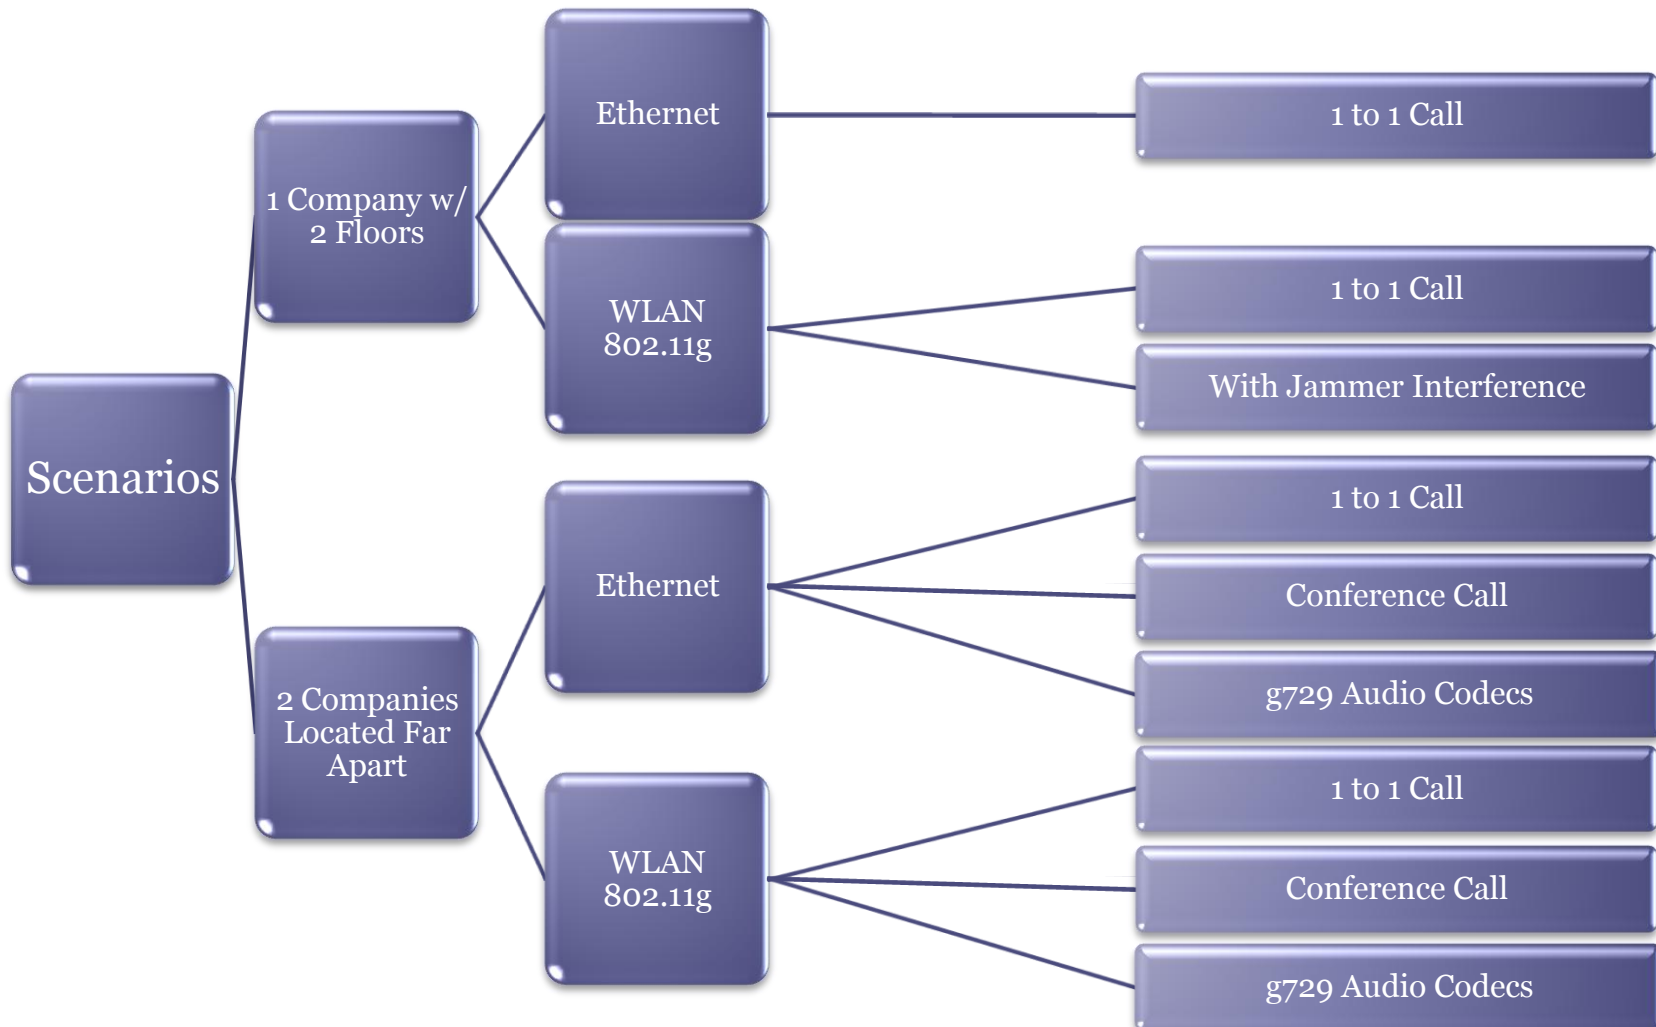 Scenarios
1 Company w/
2 Floors
Ethernet
1 to 1 Call
WLAN
802.11g
1 to 1 Call
With Jammer Interference
2 Companies
Located Far
Apart
Ethernet
1 to 1 Call
Conference Call
g729 Audio Codecs
WLAN
802.11g
1 to 1 Call
Conference Call
g729 Audio Codecs